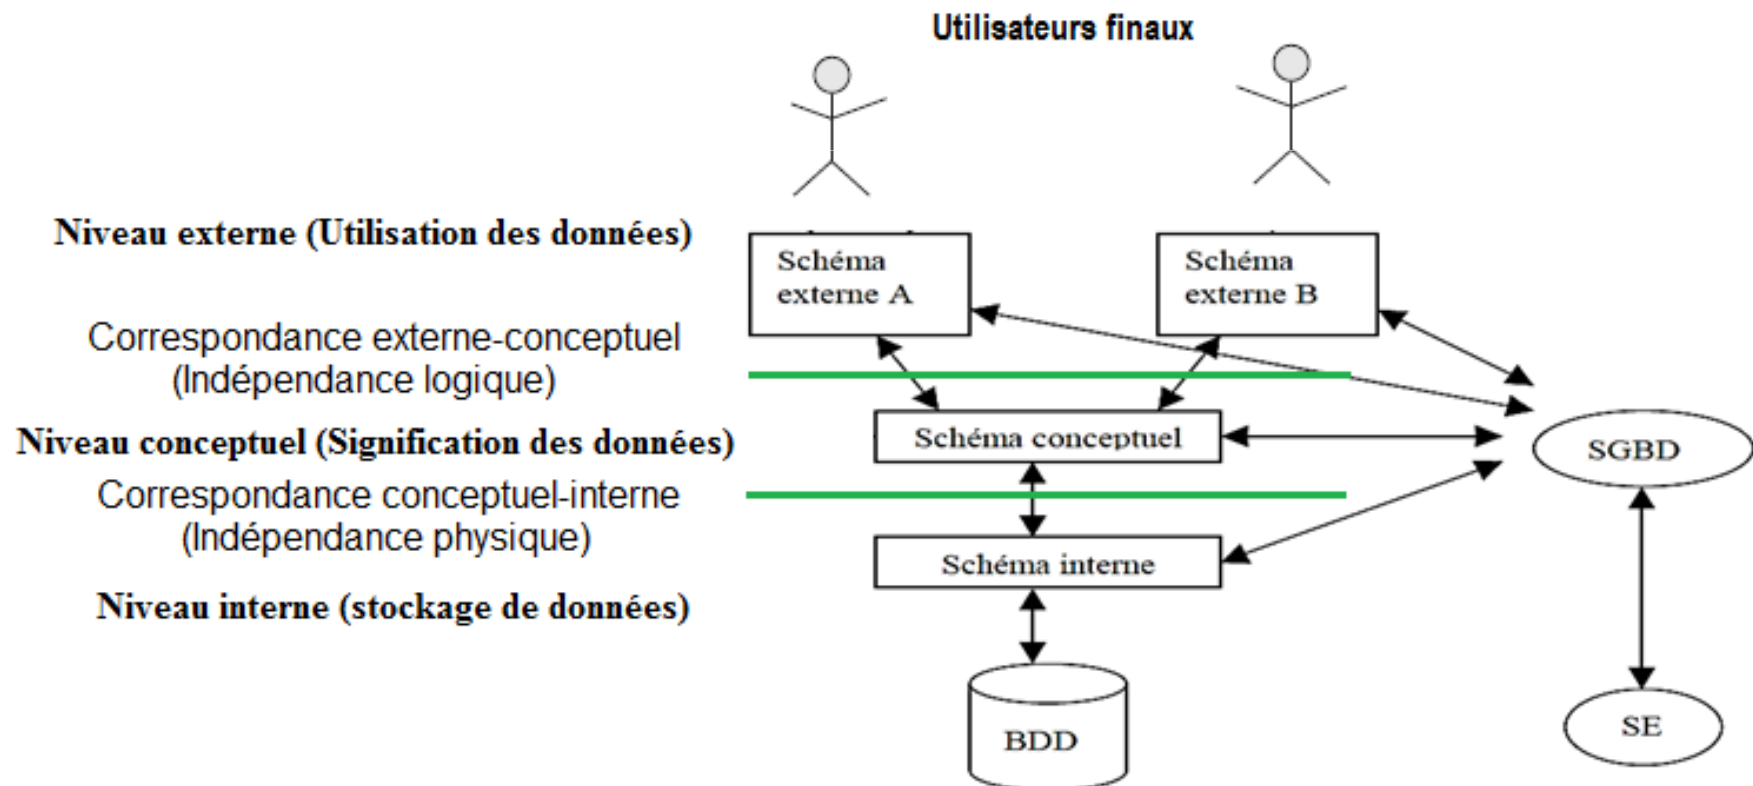 Utilisateurs finaux
Niveau externe (Utilisation des données)
Schéma
externe A
Schéma
externe B
Correspondance externe-conceptuel
(Indépendance logique)
Niveau conceptuel (Signification des données)
Schéma conceptuel
SGBD
Correspondance conceptuel-interne
(Indépendance physique)
Schéma interne
Niveau interne (stockage de données)
BDD
SE